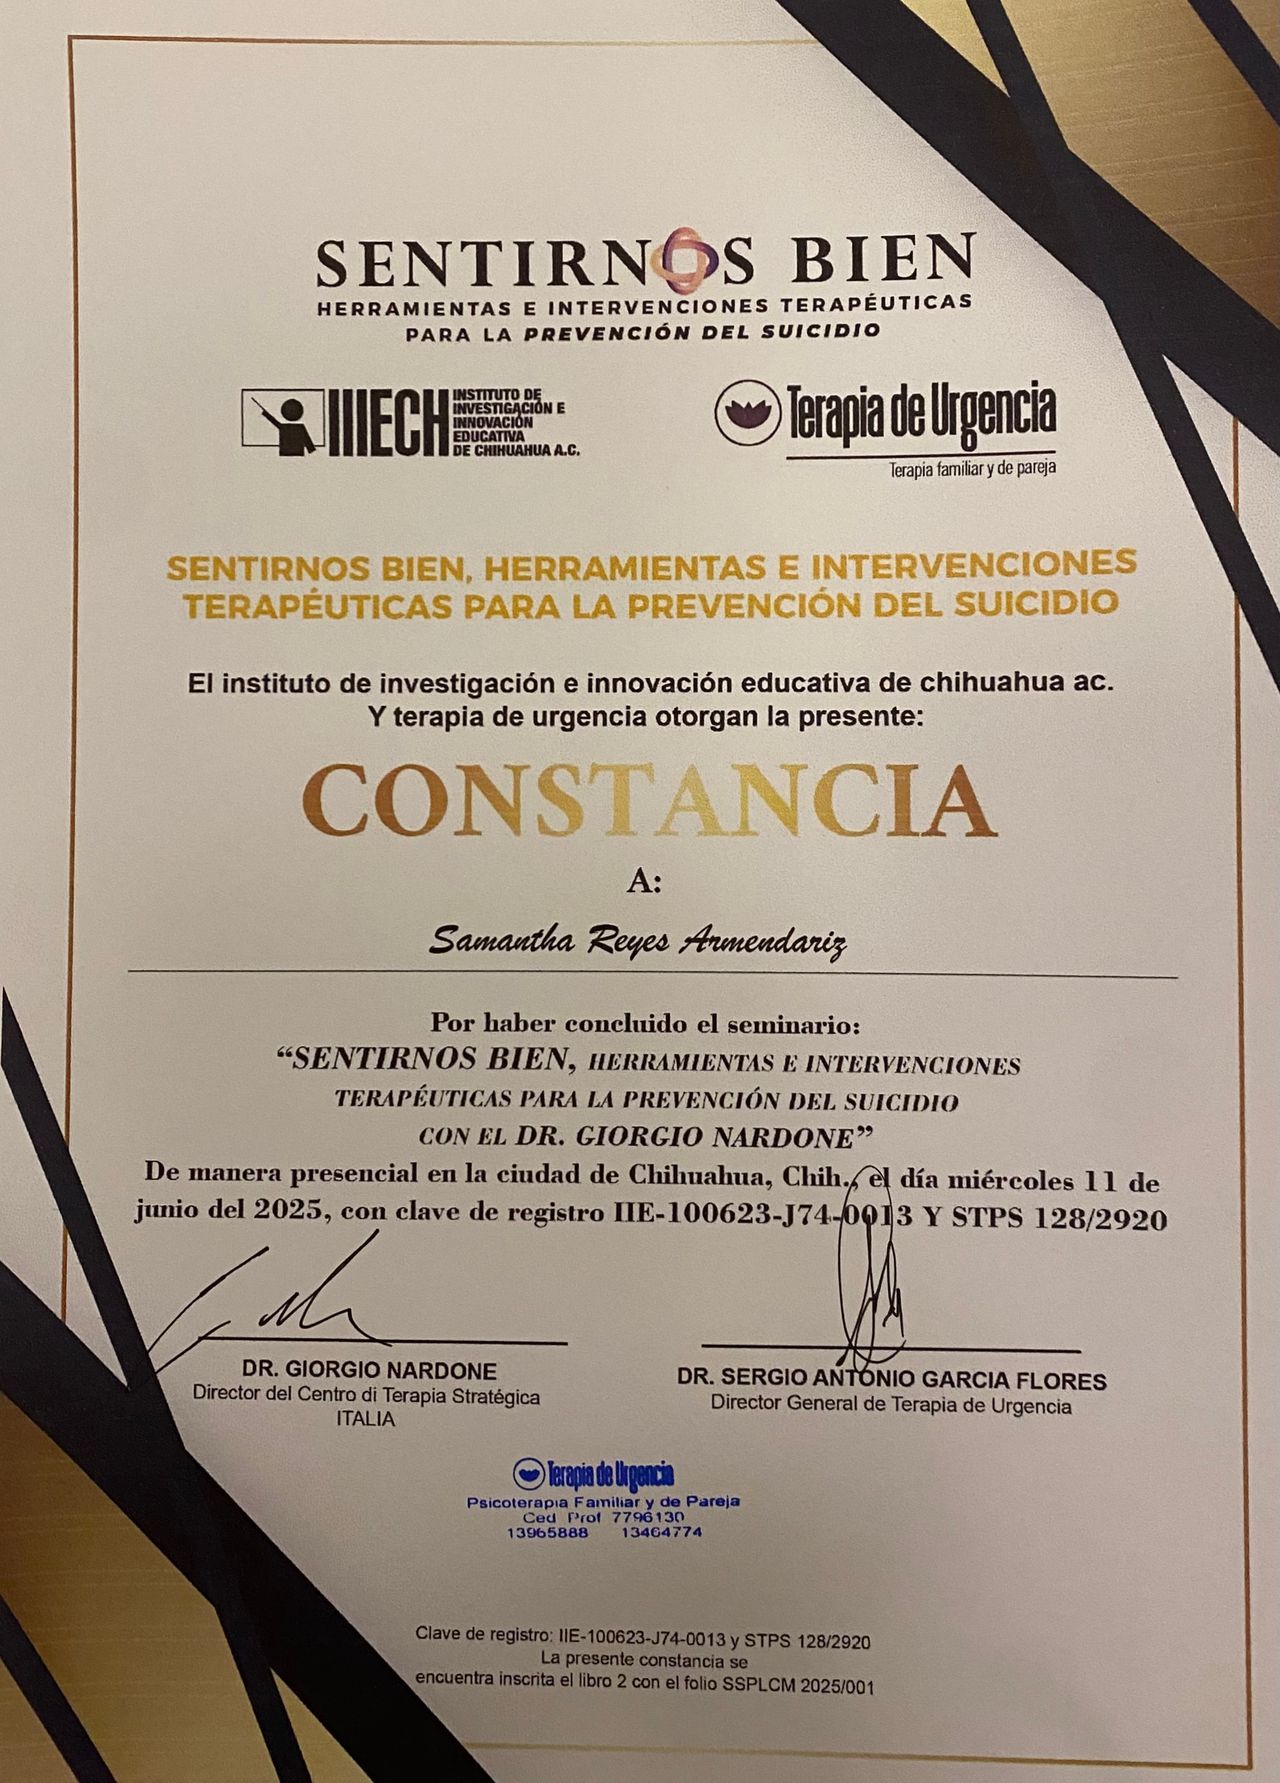 SENTIRNOS BIEN
HERRAMIENTAS E INTERVENCIONES TERAPÉUTICAS
PARA LA PREVENCIÓN DEL SUICIDIO
IIIECH INSTITUTO DE
INVESTIGACIÓN E
INNOVACIÓN
EDUCATIVA
DE CHIHUAHUA A.C.
Terapia de Urgencia
Terapia familiar y de pareja
SENTIRNOS BIEN, HERRAMIENTAS E INTERVENCIONES
TERAPÉUTICAS PARA LA PREVENCIÓN DEL SUICIDIO
El instituto de investigación e innovación educativa de chihuahua ac.
Y terapia de urgencia otorgan la presente:
CONSTANCIA
A:
Samantha Reyes Armendariz
Por haber concluido el seminario:
“SENTIRNOS BIEN, HERRAMIENTAS E INTERVENCIONES
TERAPÉUTICAS PARA LA PREVENCIÓN DEL SUICIDIO
CON EL DR. GIORGIO NARDONE”
De manera presencial en la ciudad de Chihuahua, Chih., el día miércoles 11 de
junio del 2025, con clave de registro IIE-100623-J74-0013 Y STPS 128/2920
DR. GIORGIO NARDONE
Director del Centro di Terapia Stratégica
ITALIA
DR. SERGIO ANTONIO GARCIA FLORES
Director General de Terapia de Urgencia
Terapia de Urgencia
Psicoterapia Familiar y de Pareja
Ced Prof 7796130
13965888 13464774
Clave de registro: IIE-100623-J74-0013 y STPS 128/2920
La presente constancia se
encuentra inscrita el libro 2 con el folio SSPLCM 2025/001